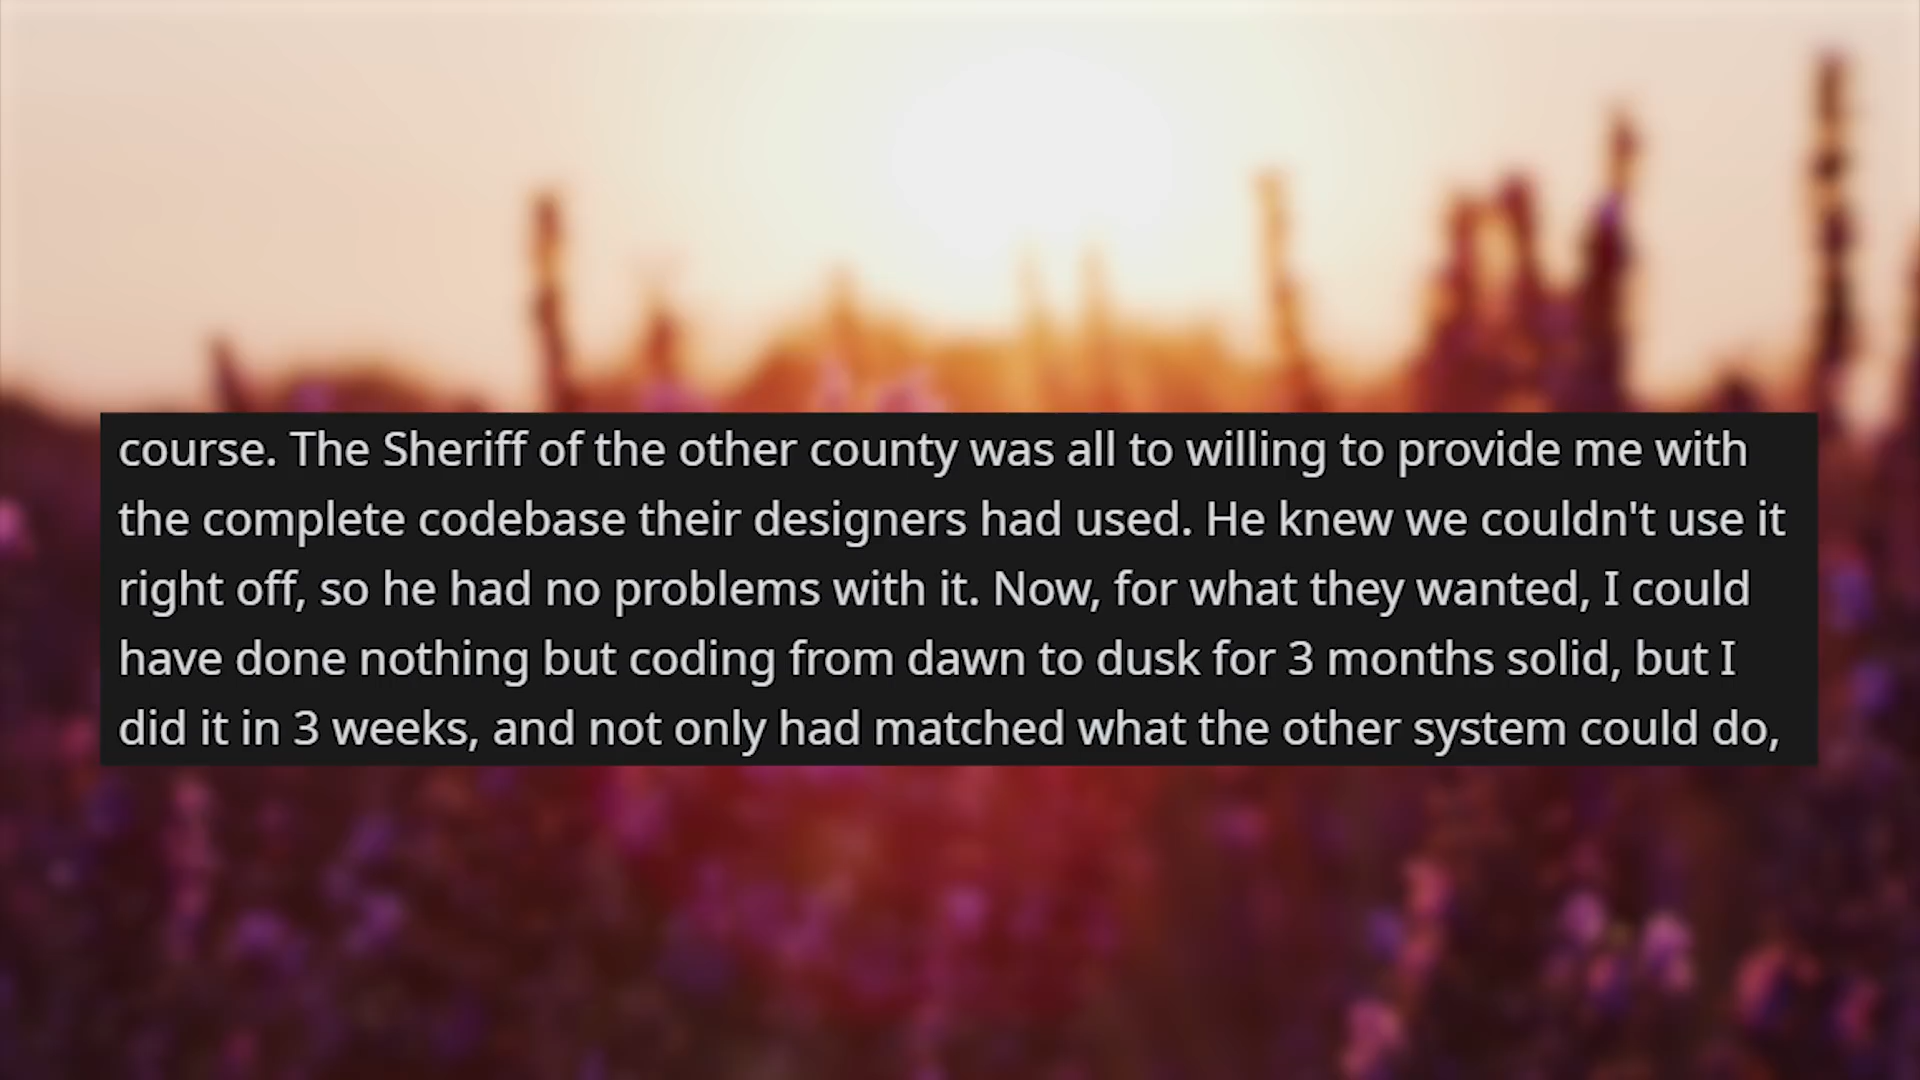 course. The Sheriff of the other county was all to willing to provide me with
the complete codebase their designers had used. He knew we couldn't use it
right off, so he had no problems with it. Now, for what they wanted, I could
have done nothing but coding from dawn to dusk for 3 months solid, but I
did it in 3 weeks, and not only had matched what the other system could do,